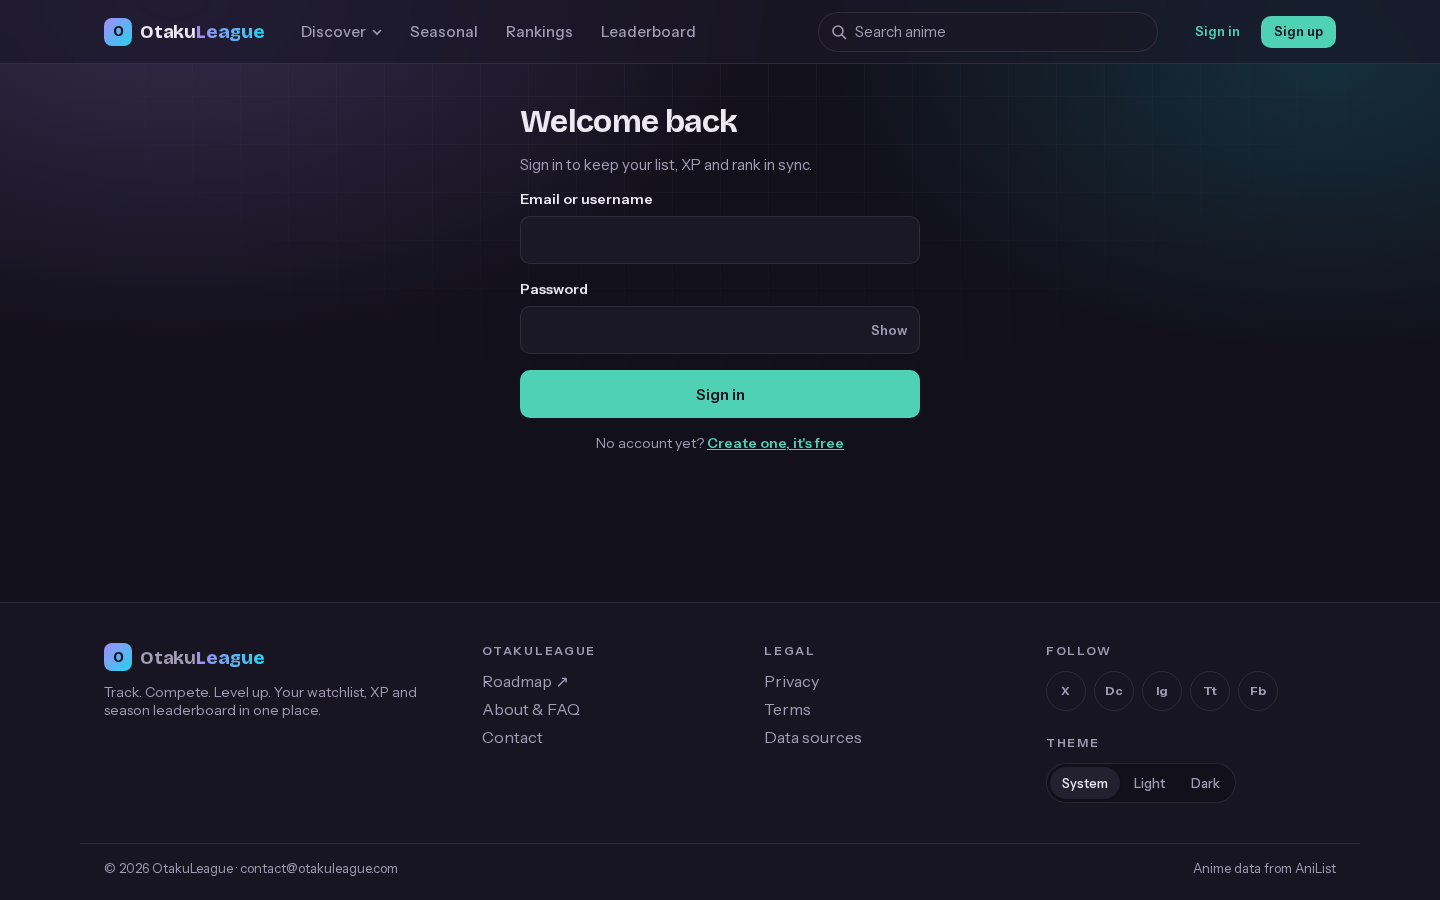 O OtakuLeague
Discover
Seasonal
Rankings
Leaderboard
Search anime
Sign in
Sign up
Welcome back
Sign in to keep your list, XP and rank in sync.
Email or username
Password
Show
Sign in
No account yet? Create one, it's free
O OtakuLeague
Track. Compete. Level up. Your watchlist, XP and
season leaderboard in one place.
OTAKULEAGUE
Roadmap ↗
About & FAQ
Contact
LEGAL
Privacy
Terms
Data sources
FOLLOW
X Dc Ig Tt Fb
THEME
System Light Dark
© 2026 OtakuLeague · contact@otakuleague.com
Anime data from AniList